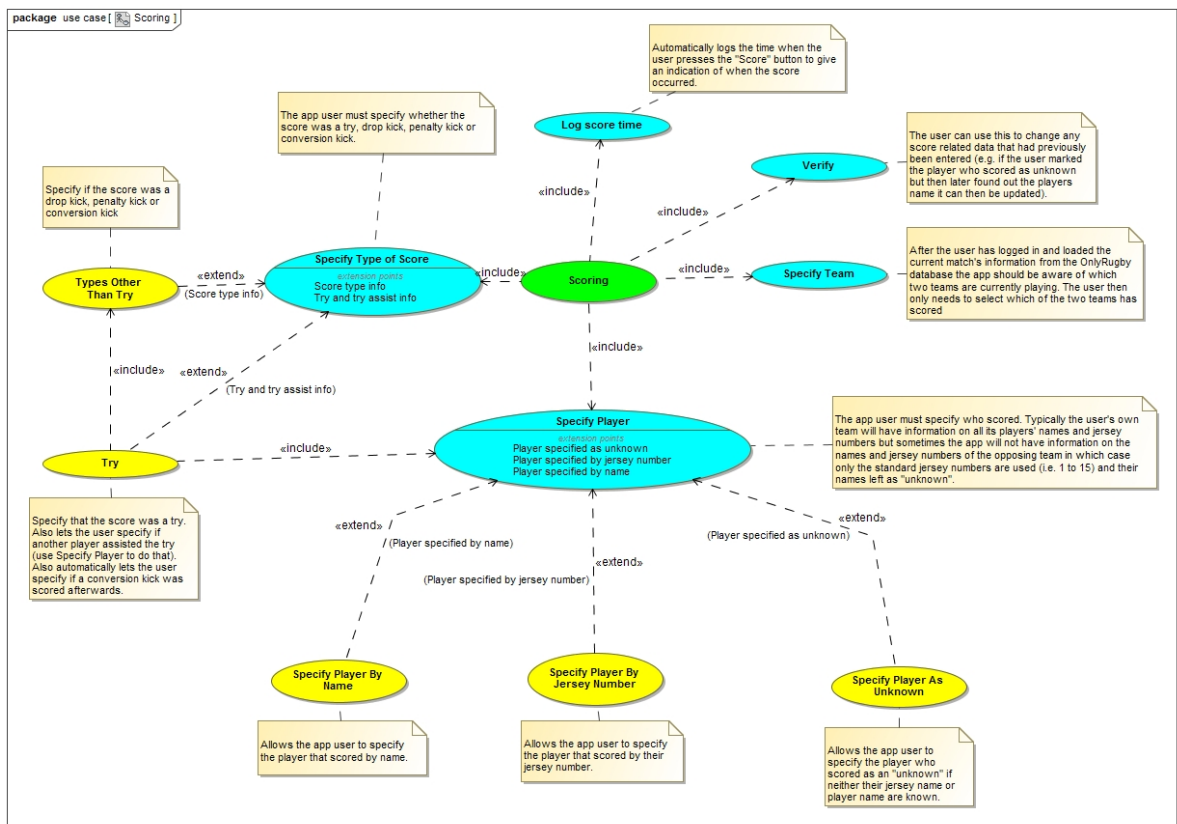 package use case [ Scoring ]
Automatically logs the time when the
user presses the "Score" button to give
an indication of when the score
occurred.
The app user must specify whether the
score was a try, drop kick, penalty kick or
conversion kick.
Log score time
The user can use this to change any
score related data that had previously
been entered (e.g. if the user marked
the player who scored as unknown
but then later found out the players
name it can then be updated).
Verify
Specify if the score was a
drop kick, penalty kick or
conversion kick
«include»
«include»
After the user has logged in and loaded the
current match's information from the OnlyRugby
database the app should be aware of which
two teams are currently playing. The user then
only needs to select which of the two teams has
scored
Types Other
Than Try
«extend»
(Score type info)
Specify Type of Score
extension points
Score type info
Try and try assist info
«include»
Scoring
«include»
Specify Team
«include»
«include»
«extend»
(Try and try assist info)
The app user must specify who scored. Typically the user's own
team will have information on all its players' names and jersey
numbers but sometimes the app will not have information on the
names and jersey numbers of the opposing team in which case
only the standard jersey numbers are used (i.e. 1 to 15) and their
names left as "unknown".
Specify Player
extension points
Player specified as unknown
Player specified by jersey number
Player specified by name
Try
«include»
Specify that the score was a try.
Also lets the user specify if
another player assisted the try
(use Specify Player to do that).
Also automatically lets the user
specify if a conversion kick was
scored afterwards.
«extend»
(Player specified by name)
«extend»
(Player specified by jersey number)
«extend»
(Player specified as unknown)
Specify Player By
Name
Specify Player By
Jersey Number
Specify Player As
Unknown
Allows the app user to specify
the player that scored by name.
Allows the app user to specify
the player that scored by their
jersey number.
Allows the app user to
specify the player who
scored as an "unknown" if
neither their jersey name or
player name are known.